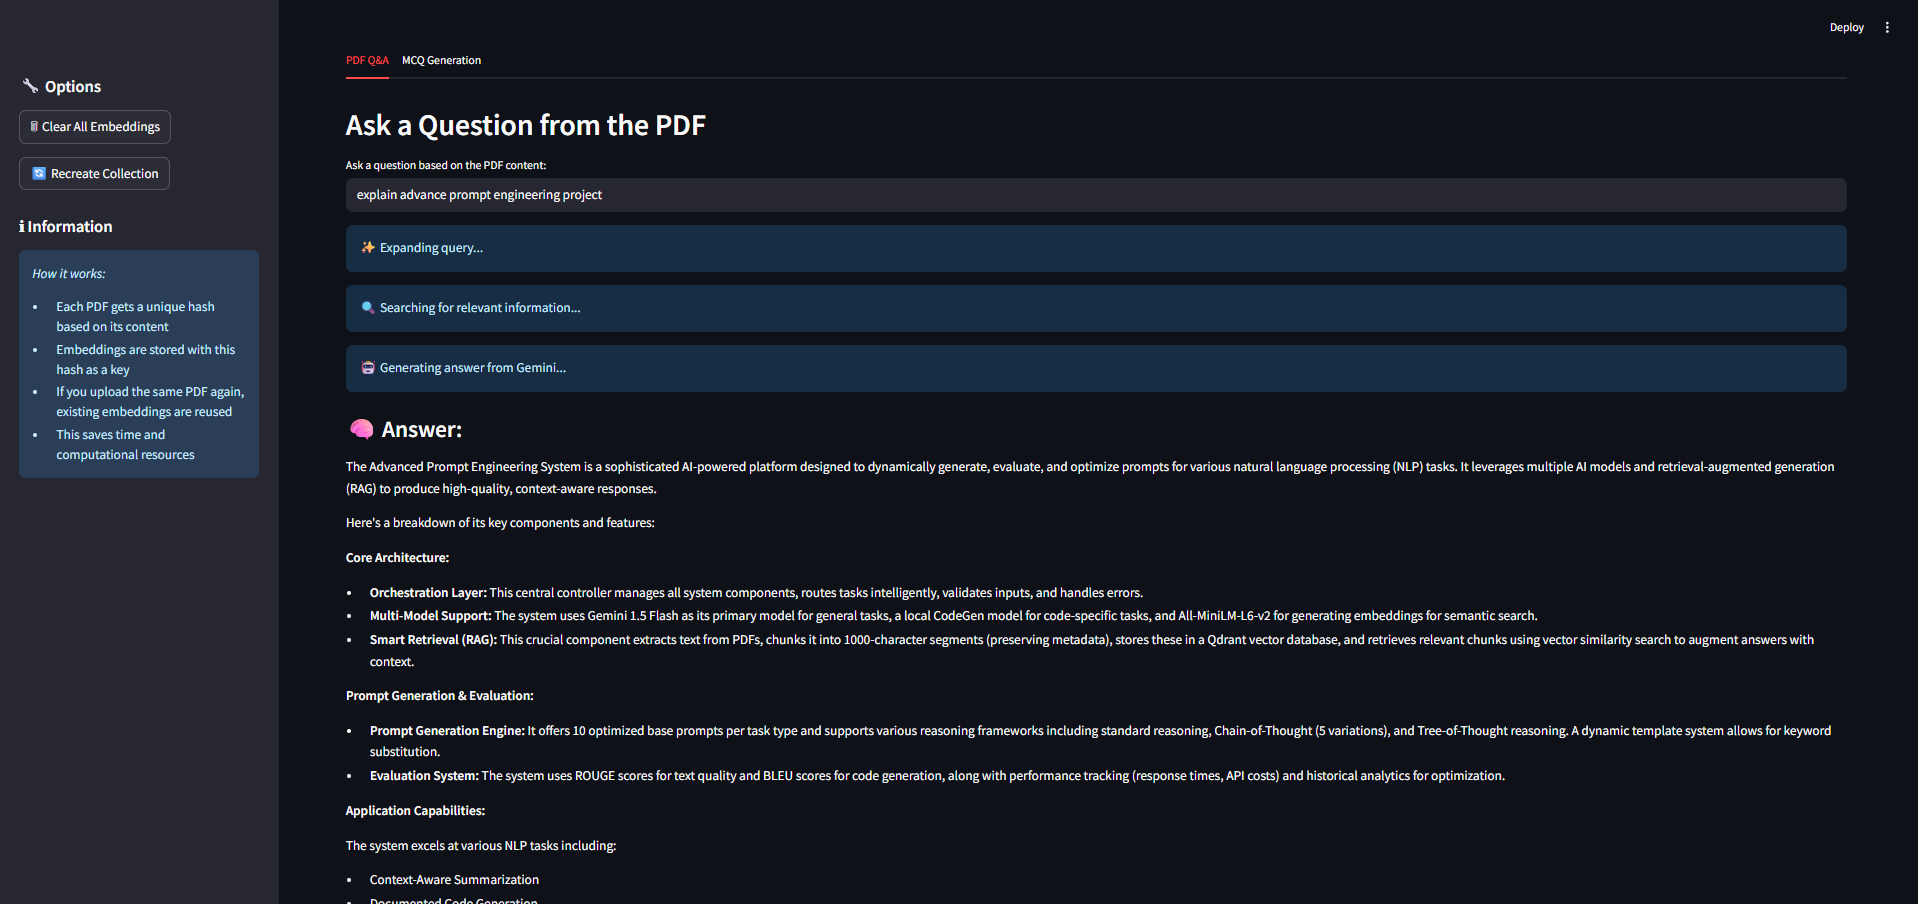 Deploy
Options
Clear All Embeddings
Recreate Collection
Information
How it works:
Each PDF gets a unique hash
based on its content
Embeddings are stored with this
hash as a key
If you upload the same PDF again,
existing embeddings are reused
This saves time and
computational resources
PDF Q&A MCQ Generation
Ask a Question from the PDF
Ask a question based on the PDF content:
explain advance prompt engineering project
Expanding query...
Searching for relevant information...
Generating answer from Gemini...
Answer:
The Advanced Prompt Engineering System is a sophisticated AI-powered platform designed to dynamically generate, evaluate, and optimize prompts for various natural language processing (NLP) tasks. It leverages multiple AI models and retrieval-augmented generation
(RAG) to produce high-quality, context-aware responses.
Here's a breakdown of its key components and features:
Core Architecture:
• Orchestration Layer: This central controller manages all system components, routes tasks intelligently, validates inputs, and handles errors.
• Multi-Model Support: The system uses Gemini 1.5 Flash as its primary model for general tasks, a local CodeGen model for code-specific tasks, and All-MiniLM-L6-v2 for generating embeddings for semantic search.
• Smart Retrieval (RAG): This crucial component extracts text from PDFs, chunks it into 1000-character segments (preserving metadata), stores these in a Qdrant vector database, and retrieves relevant chunks using vector similarity search to augment answers with
context.
Prompt Generation & Evaluation:
• Prompt Generation Engine: It offers 10 optimized base prompts per task type and supports various reasoning frameworks including standard reasoning, Chain-of-Thought (5 variations), and Tree-of-Thought reasoning. A dynamic template system allows for keyword
substitution.
• Evaluation System: The system uses ROUGE scores for text quality and BLEU scores for code generation, along with performance tracking (response times, API costs) and historical analytics for optimization.
Application Capabilities:
The system excels at various NLP tasks including:
• Context-Aware Summarization
• Documented Code Generation